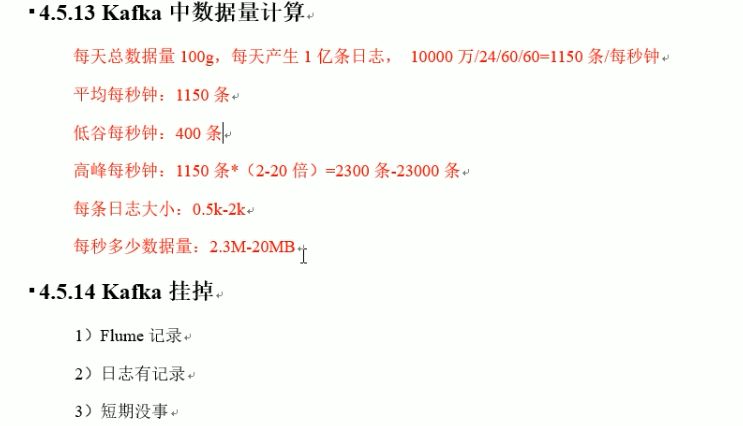 4.5.13 Kafka 中数据量计算
每天总数据量 100g，每天产生 1 亿条日志， 10000 万/24/60/60=1150 条/每秒钟
平均每秒钟：1150 条
低谷每秒钟：400 条
高峰每秒钟：1150 条*（2-20 倍）=2300 条-23000 条
每条日志大小：0.5k-2k
每秒多少数据量：2.3M-20MB
4.5.14 Kafka 挂掉
1）Flume 记录
2）日志有记录
3）短期没事